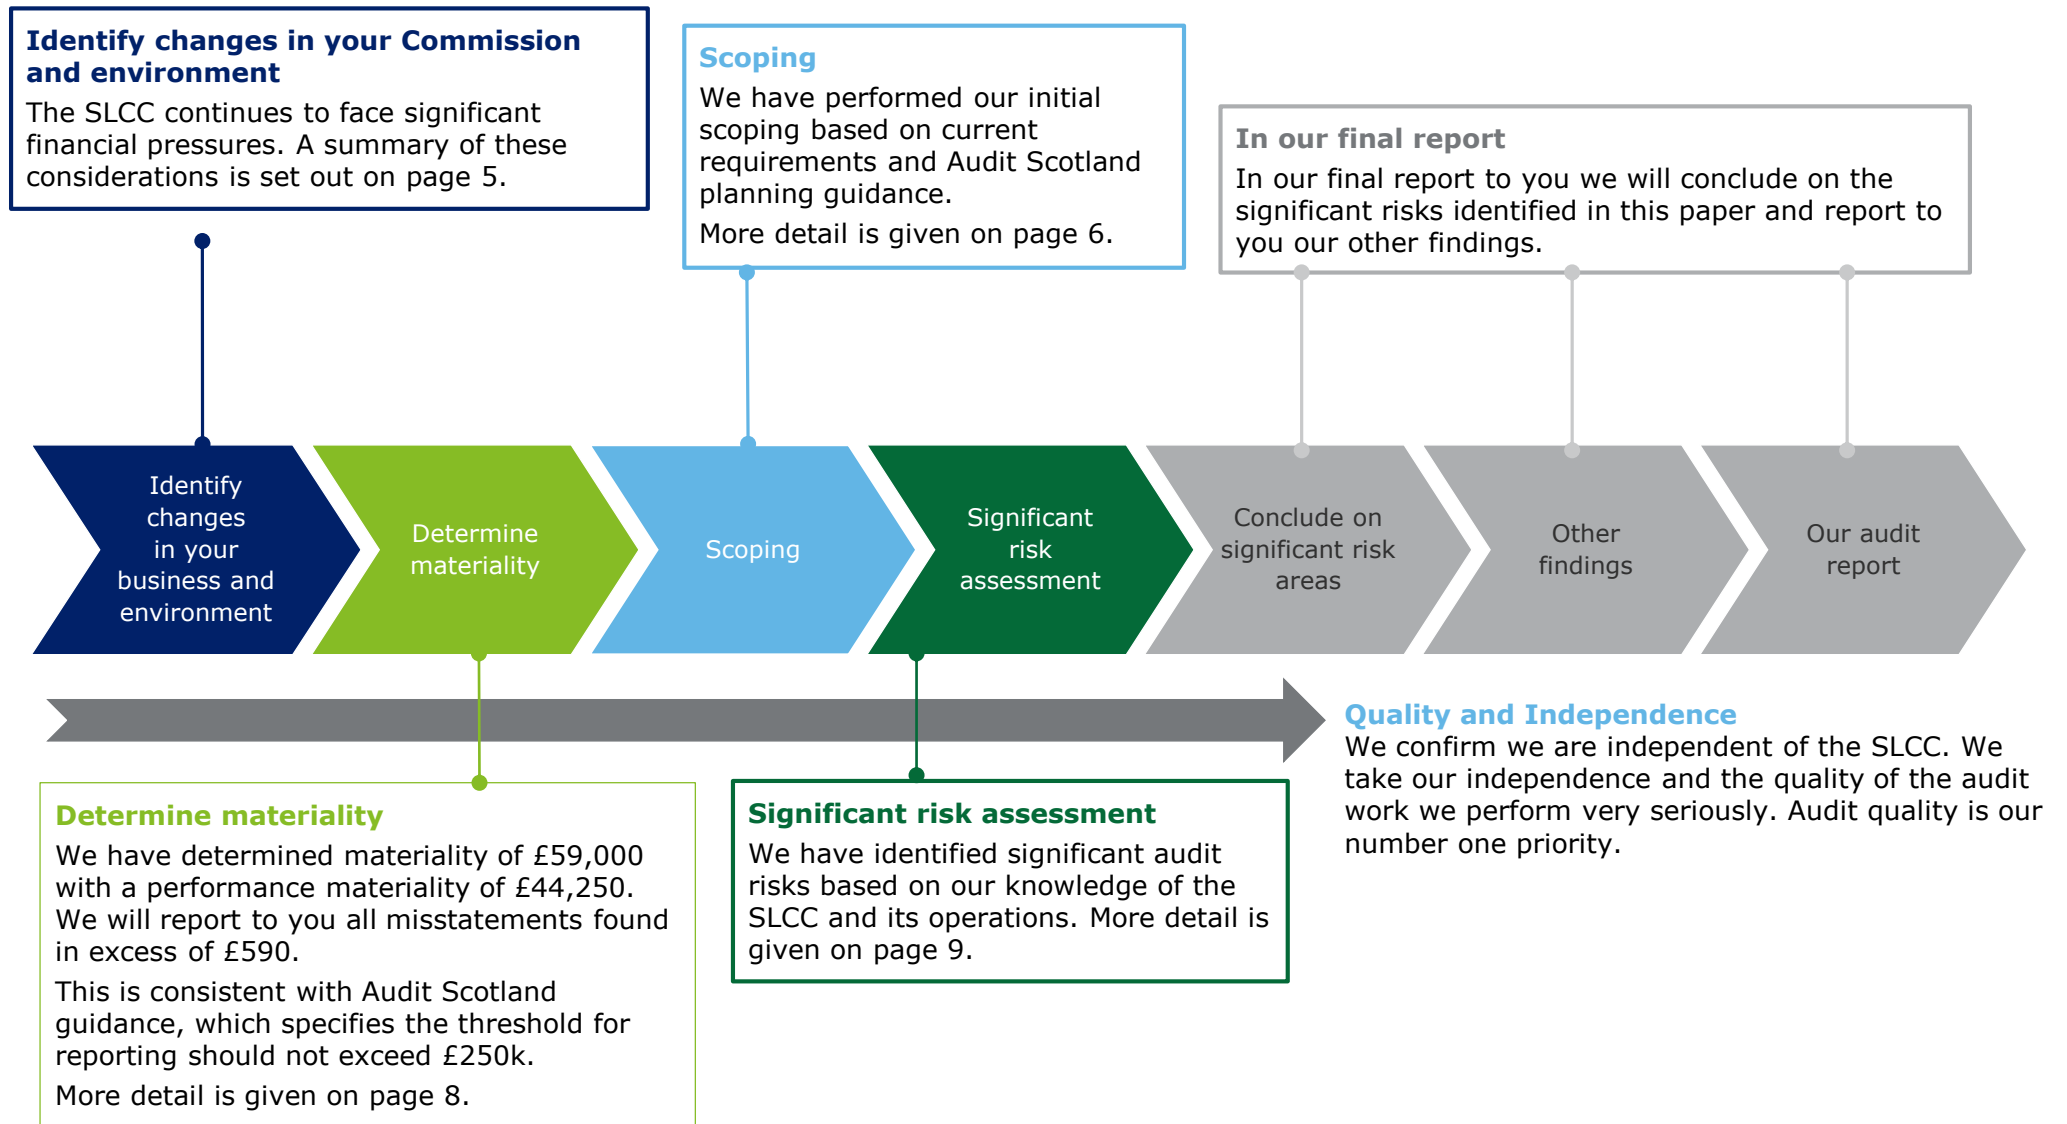 Identify changes in your Commission
and environment
The SLCC continues to face significant
financial pressures. A summary of these
considerations is set out on page 5.
Scoping
We have performed our initial
scoping based on current
requirements and Audit Scotland
planning guidance.
More detail is given on page 6.
In our final report
In our final report to you we will conclude on the
significant risks identified in this paper and report to
you our other findings.
Identify
changes
in your
business and
environment
Determine
materiality
Scoping
Significant
risk
assessment
Conclude on
significant risk
areas
Other
findings
Our audit
report
Determine materiality
We have determined materiality of £59,000
with a performance materiality of £44,250.
We will report to you all misstatements found
in excess of £590.
This is consistent with Audit Scotland
guidance, which specifies the threshold for
reporting should not exceed £250k.
More detail is given on page 8.
Significant risk assessment
We have identified significant audit
risks based on our knowledge of the
SLCC and its operations. More detail is
given on page 9.
Quality and Independence
We confirm we are independent of the SLCC. We
take our independence and the quality of the audit
work we perform very seriously. Audit quality is our
number one priority.